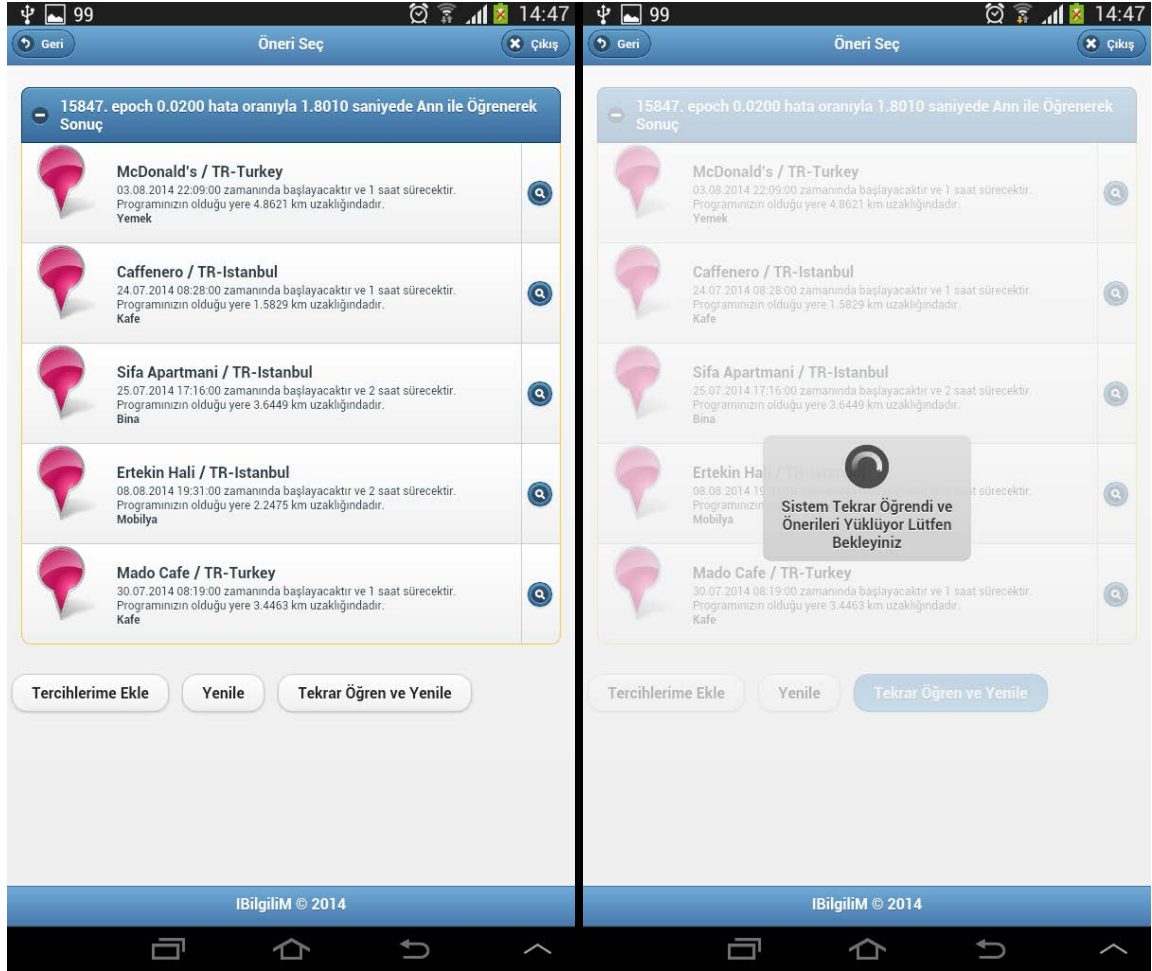 99
14:47
Geri
Öneri Seç
Çıkış
15847. epoch 0.0200 hata oranıyla 1.8010 saniyede Ann ile Öğrenerek
Sonuç
McDonald's / TR-Turkey
03.08.2014 22:09:00 zamanında başlayacaktır ve 1 saat sürecektir.
Programınızın olduğu yere 4.8621 km uzaklığındadır.
Yemek
Caffenero / TR-Istanbul
24.07.2014 08:28:00 zamanında başlayacaktır ve 1 saat sürecektir.
Programınızın olduğu yere 1.5829 km uzaklığındadır.
Kafe
Sifa Apartmani / TR-Istanbul
25.07.2014 17:16:00 zamanında başlayacaktır ve 2 saat sürecektir.
Programınızın olduğu yere 3.6449 km uzaklığındadır.
Bina
Ertekin Hali / TR-Istanbul
08.08.2014 19:31:00 zamanında başlayacaktır ve 2 saat sürecektir.
Programınızın olduğu yere 2.2475 km uzaklığındadır.
Mobilya
Mado Cafe / TR-Turkey
30.07.2014 08:19:00 zamanında başlayacaktır ve 1 saat sürecektir.
Programınızın olduğu yere 3.4463 km uzaklığındadır.
Kafe
Tercihlerime Ekle
Yenile
Tekrar Öğren ve Yenile
IBilgiliM © 2014
99
14:47
Geri
Öneri Seç
Çıkış
15847. epoch 0.0200 hata oranıyla 1.8010 saniyede Ann ile Öğrenerek
Sonuç
McDonald's / TR-Turkey
03.08.2014 22:09:00 zamanında başlayacaktır ve 1 saat sürecektir.
Programınızın olduğu yere 4.8621 km uzaklığındadır.
Yemek
Caffenero / TR-Istanbul
24.07.2014 08:28:00 zamanında başlayacaktır ve 1 saat sürecektir.
Programınızın olduğu yere 1.5829 km uzaklığındadır.
Kafe
Sifa Apartmani / TR-Istanbul
25.07.2014 17:16:00 zamanında başlayacaktır ve 2 saat sürecektir.
Programınızın olduğu yere 3.6449 km uzaklığındadır.
Bina
Ertekin
08.08.2014 sürecektir.
Mobilya
Sistem Tekrar Öğrendi ve
Önerileri Yüklüyor Lütfen
Bekleyiniz
Mado Cafe / TR-Turkey
30.07.2014 08:19:00 zamanında başlayacaktır ve 1 saat sürecektir.
Programınızın olduğu yere 3.4463 km uzaklığındadır.
Kafe
Tercihlerime Ekle
Yenile
Tekrar Öğren ve Yenile
IBilgiliM © 2014